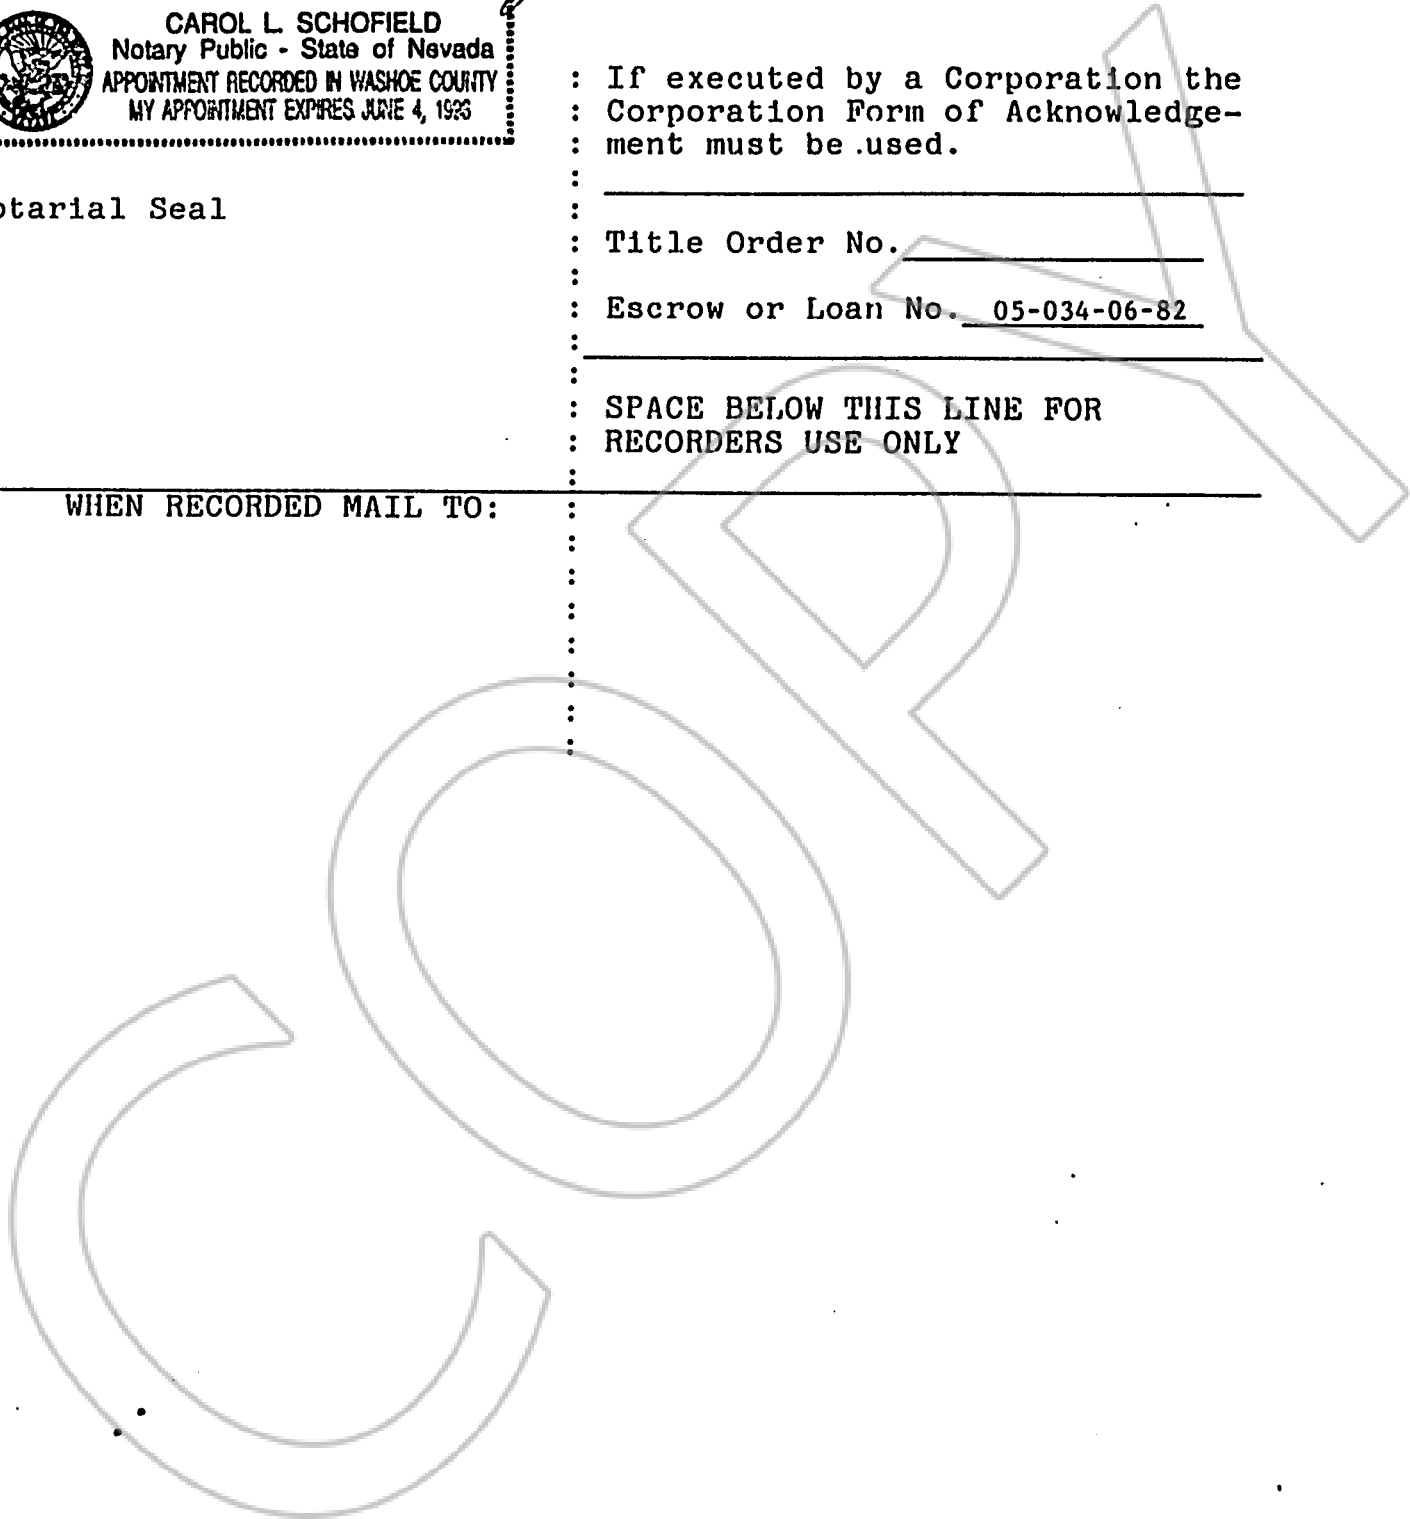 CAROL L. SCHOFIELD
Notary Public - State of Nevada
APPOINTMENT RECORDED IN WASHOE COUNTY
MY APPOINTMENT EXPIRES JUNE 4,
otarial Seal
: If executed by a Corporation the
: Corporation Form of Acknowledge-
: ment must be .used.
: Title Order No.
: Escrow or Loan No. 05-034-06-82
: SPACE BELOW THIS LINE FOR
: RECORDERS USE ONLY
WHEN RECORDED MAIL TO:
COPY